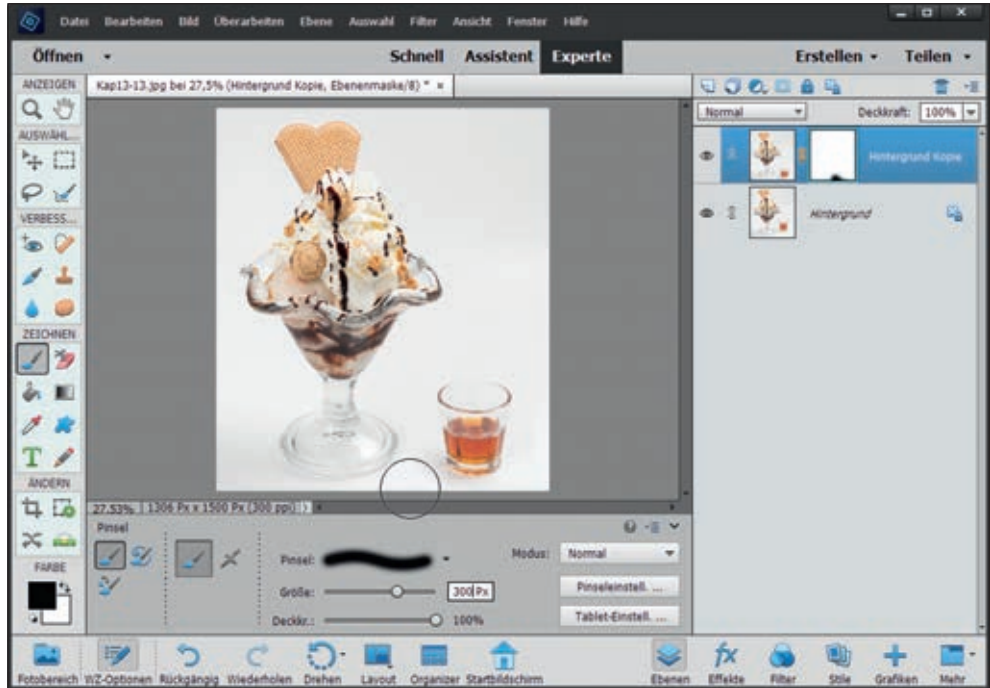 Datei Bearbeiten Bild Überarbeiten Ebene Auswahl Filter Ansicht Fenster Hilfe
Öffnen Schnell Assistent Experte Erstellen Teilen
ANZEIGEN
Kap13-13.jpg bei 27,5% (Hintergrund Kopie, Ebenenmaske/8) * x
Normal Deckkraft: 100%
AUSWÄHL...
Hintergrund Kopie
Hintergrund
VERBESS...
ZEICHNEN
T
ÄNDERN
27,53% 1306 Px x 1500 Px (300 ppi)
Pinsel
FARBE
Pinsel: Modus: Normal
Größe: 300 Px Pinseleinstell. ...
Deckkr.: 100% Tablet-Einstell. ...
fx
Fotobereich WZ-Optionen Rückgängig Wiederholen Drehen Layout Organizer Startbildschirm Ebenen Effekte Filter Stile Grafiken Mehr